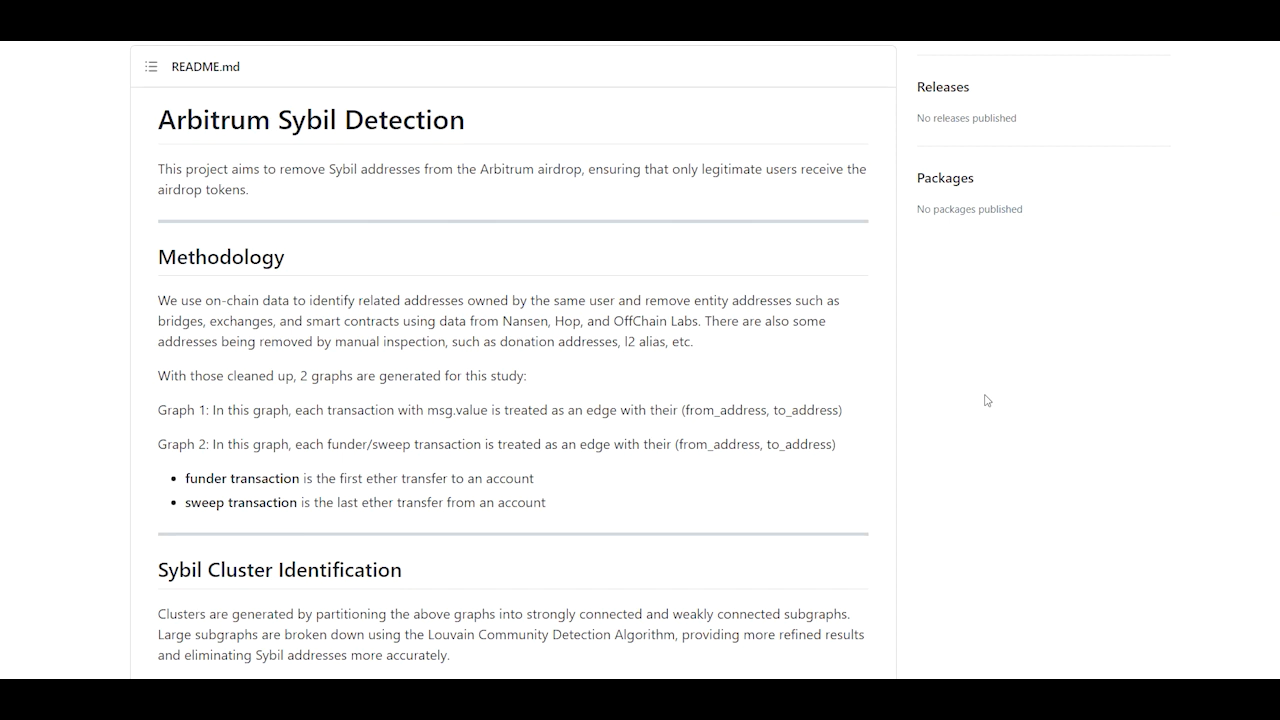 README.md
Arbitrum Sybil Detection
This project aims to remove Sybil addresses from the Arbitrum airdrop, ensuring that only legitimate users receive the
airdrop tokens.
Methodology
We use on-chain data to identify related addresses owned by the same user and remove entity addresses such as
bridges, exchanges, and smart contracts using data from Nansen, Hop, and OffChain Labs. There are also some
addresses being removed by manual inspection, such as donation addresses, l2 alias, etc.
With those cleaned up, 2 graphs are generated for this study:
Graph 1: In this graph, each transaction with msg.value is treated as an edge with their (from_address, to_address)
Graph 2: In this graph, each funder/sweep transaction is treated as an edge with their (from_address, to_address)
• funder transaction is the first ether transfer to an account
• sweep transaction is the last ether transfer from an account
Sybil Cluster Identification
Clusters are generated by partitioning the above graphs into strongly connected and weakly connected subgraphs.
Large subgraphs are broken down using the Louvain Community Detection Algorithm, providing more refined results
and eliminating Sybil addresses more accurately.
Releases
No releases published
Packages
No packages published